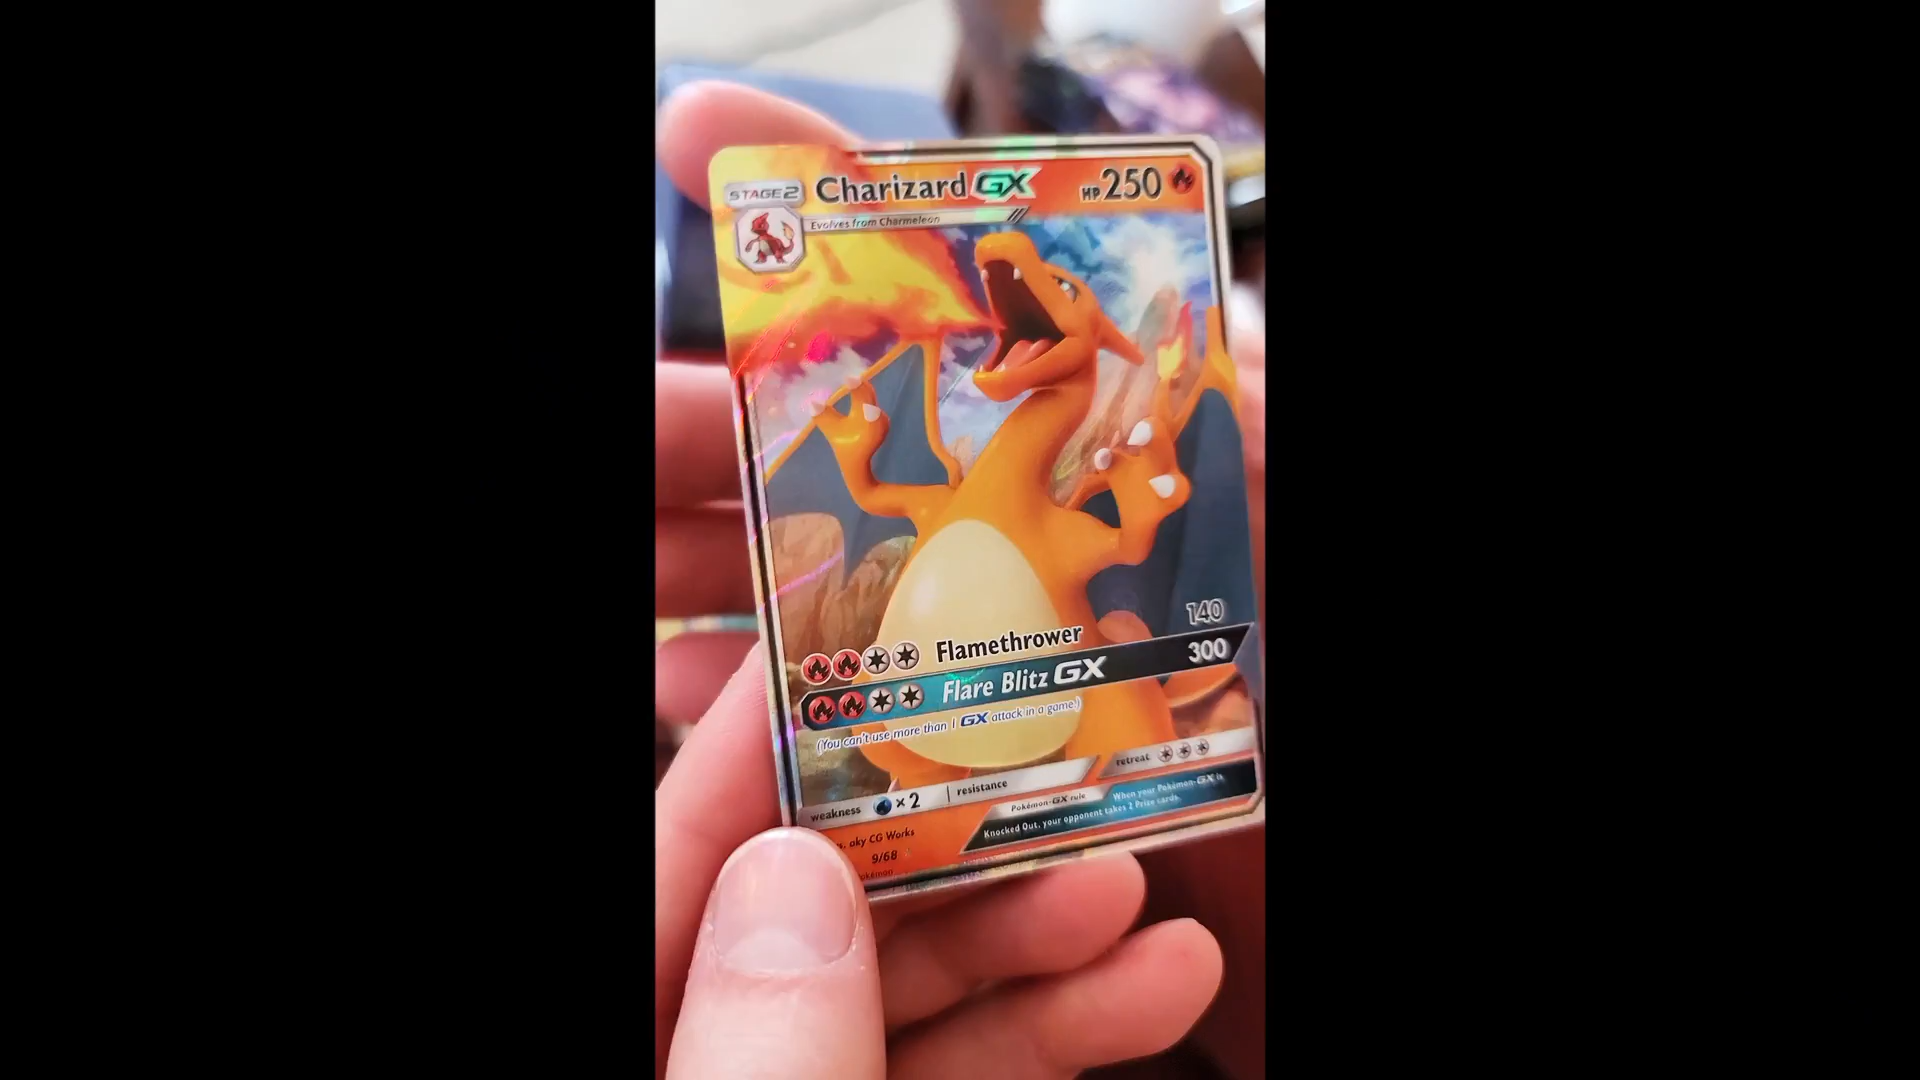 STAGE2 Charizard GX HP 250
Evolves from Charmeleon
Flamethrower 140
Flare Blitz GX 300
(You can't use more than 1 GX attack in a game.)
weakness ×2 resistance retreat
Pokémon-GX rule When your Pokémon-GX is
Knocked Out, your opponent takes 2 Prize cards.
aky CG Works
9/68